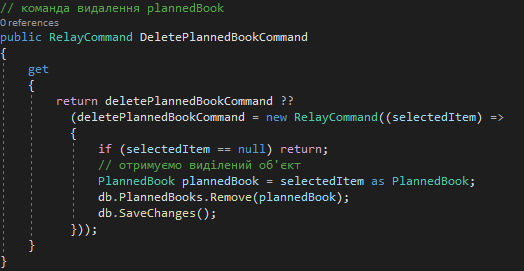 // команда видалення plannedBook
0 references
public RelayCommand DeletePlannedBookCommand
{
get
{
return deletePlannedBookCommand ??
(deletePlannedBookCommand = new RelayCommand((selectedItem) =>
{
if (selectedItem == null) return;
// отримуємо виділений об'єкт
PlannedBook plannedBook = selectedItem as PlannedBook;
db.PlannedBooks.Remove(plannedBook);
db.SaveChanges();
}));
}
}